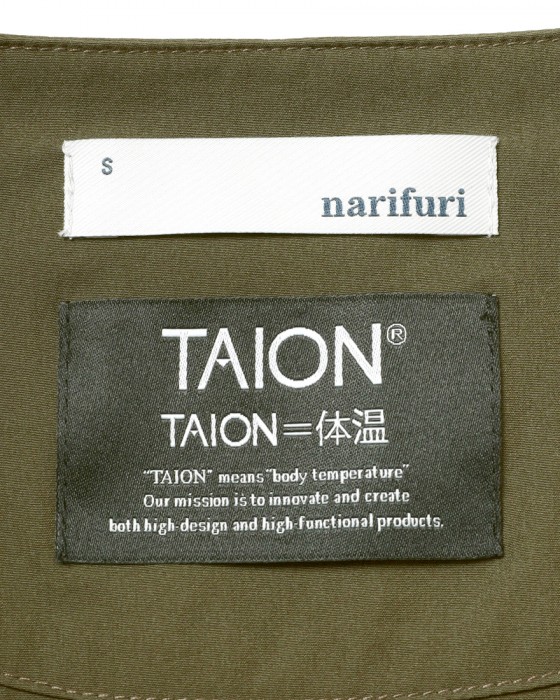 S
narifuri
TAION®
TAION=体温
“TAION” means “body temperature”
Our mission is to innovate and create
both high-design and high-functional products.